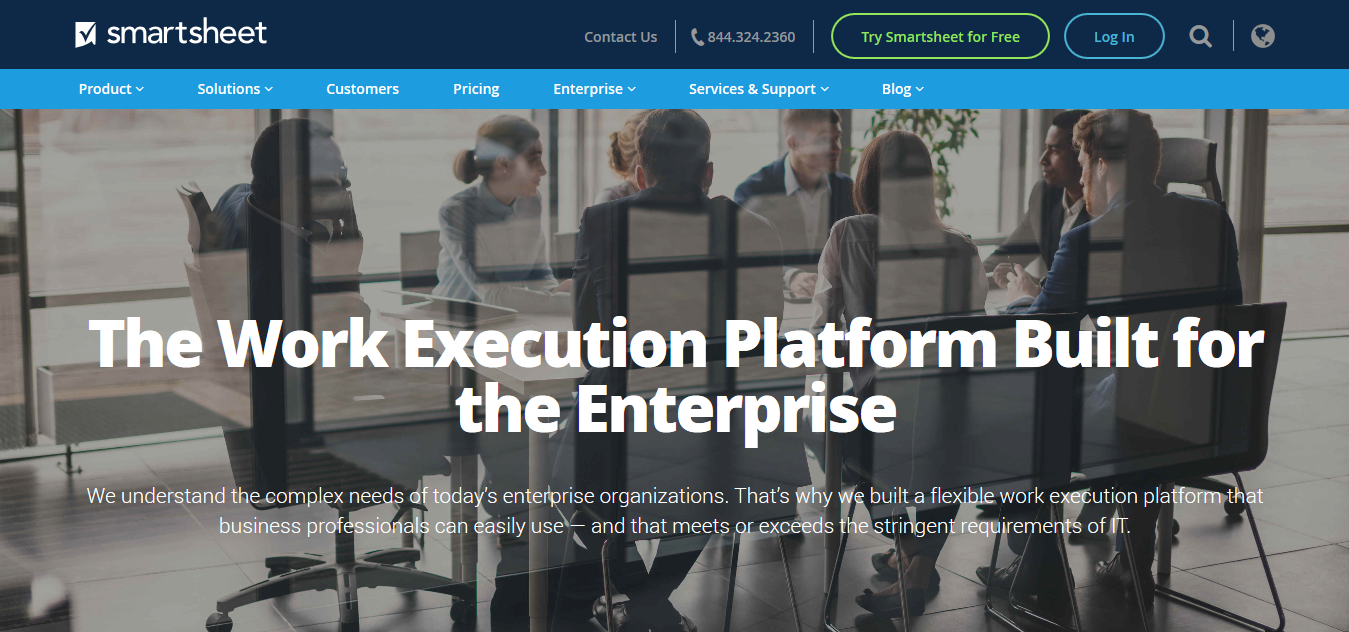 smartsheet
Contact Us
844.324.2360
Try Smartsheet for Free
Log In
Product
Solutions
Customers
Pricing
Enterprise
Services & Support
Blog
The Work Execution Platform Built for
the Enterprise
We understand the complex needs of today's enterprise organizations. That's why we built a flexible work execution platform that
business professionals can easily use — and that meets or exceeds the stringent requirements of IT.